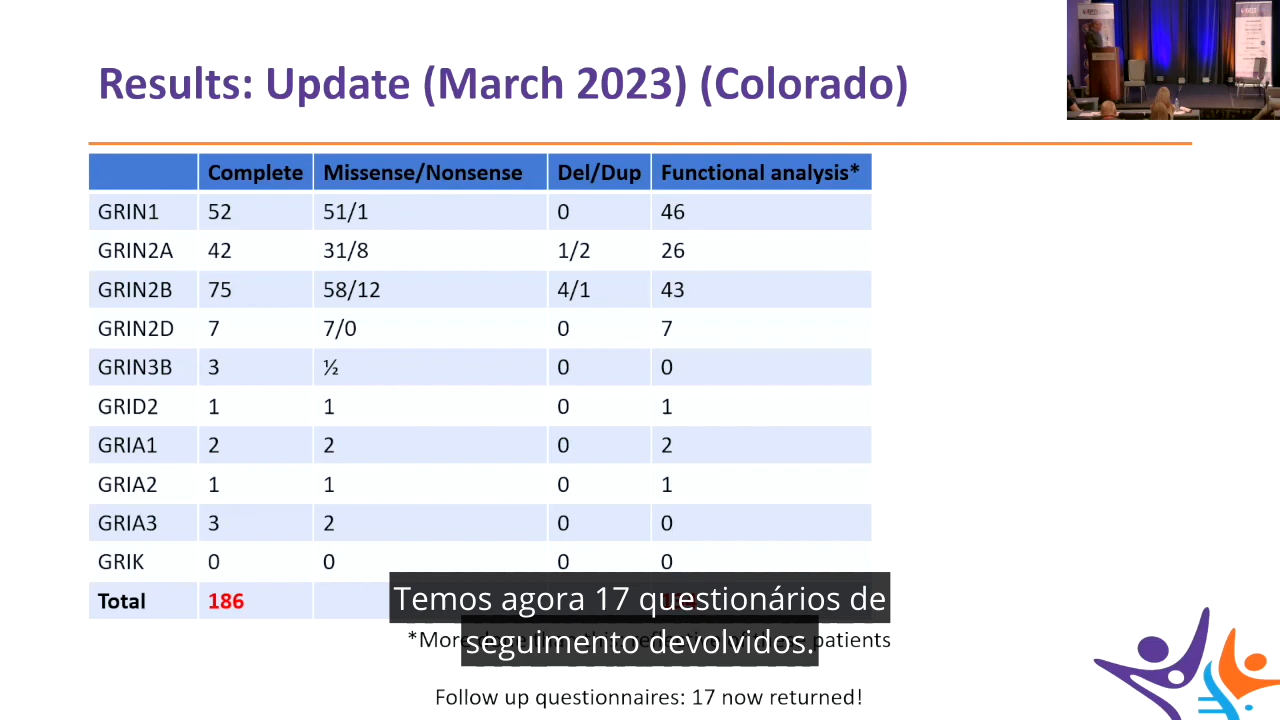 Results: Update (March 2023) (Colorado)
Complete Missense/Nonsense Del/Dup Functional analysis*
GRIN1 52 51/1 0 46
GRIN2A 42 31/8 1/2 26
GRIN2B 75 58/12 4/1 43
GRIN2D 7 7/0 0 7
GRIN3B 3 ½ 0 0
GRID2 1 1 0 1
GRIA1 2 2 0 2
GRIA2 1 1 0 1
GRIA3 3 2 0 0
GRIK 0 0 0 0
Total 186
Temos agora 17 questionários de
seguimento devolvidos.
*More patients
Follow up questionnaires: 17 now returned!